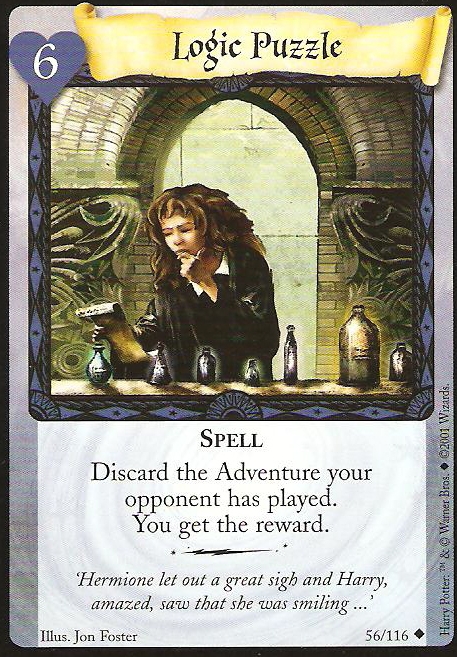 6
Logic Puzzle
SPELL
Discard the Adventure your
opponent has played.
You get the reward.
'Hermione let out a great sigh and Harry,
amazed, saw that she was smiling ...'
Illus. Jon Foster
56/116 ◆
Harry Potter: ™ & © Warner Bros. ◆ ©2001 Wizards.